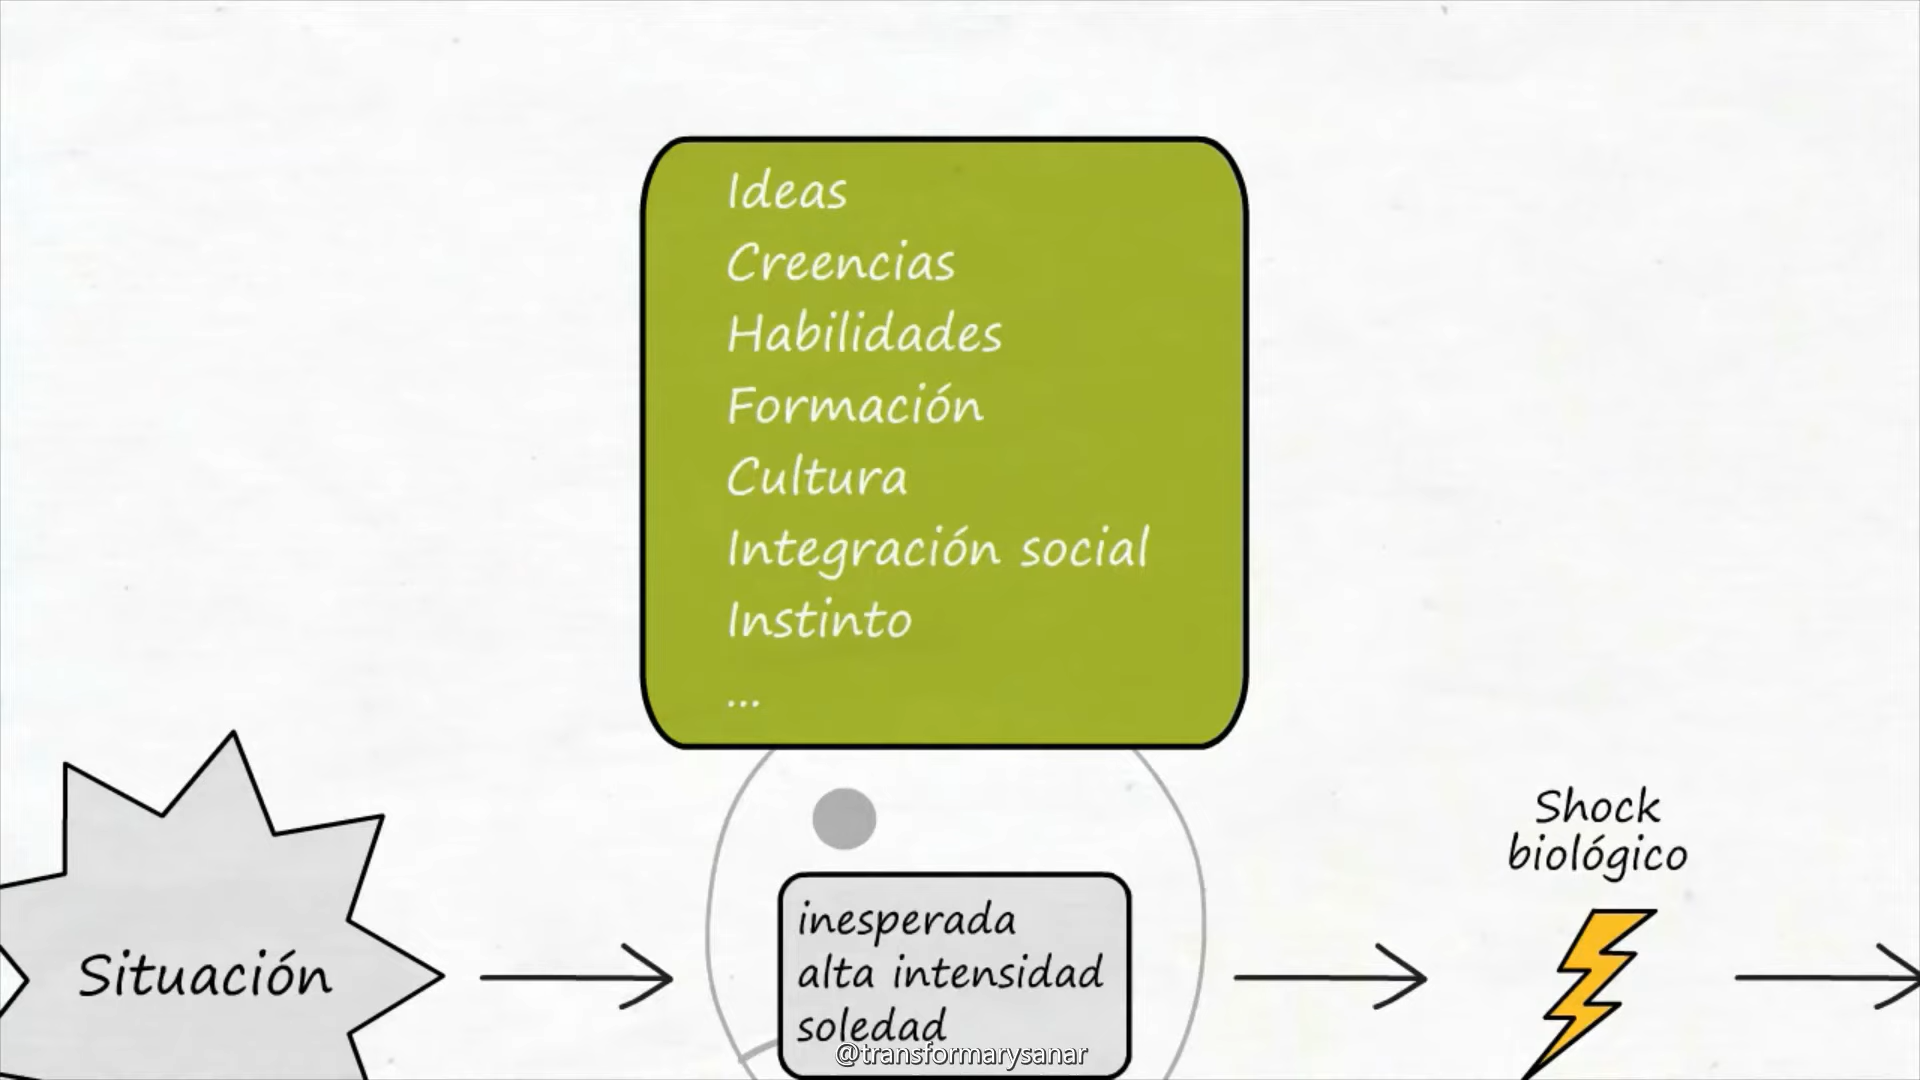 Ideas
Creencias
Habilidades
Formación
Cultura
Integración social
Instinto
...
Situación
inesperada
alta intensidad
soledad
Shock
biológico
@transformarysanar